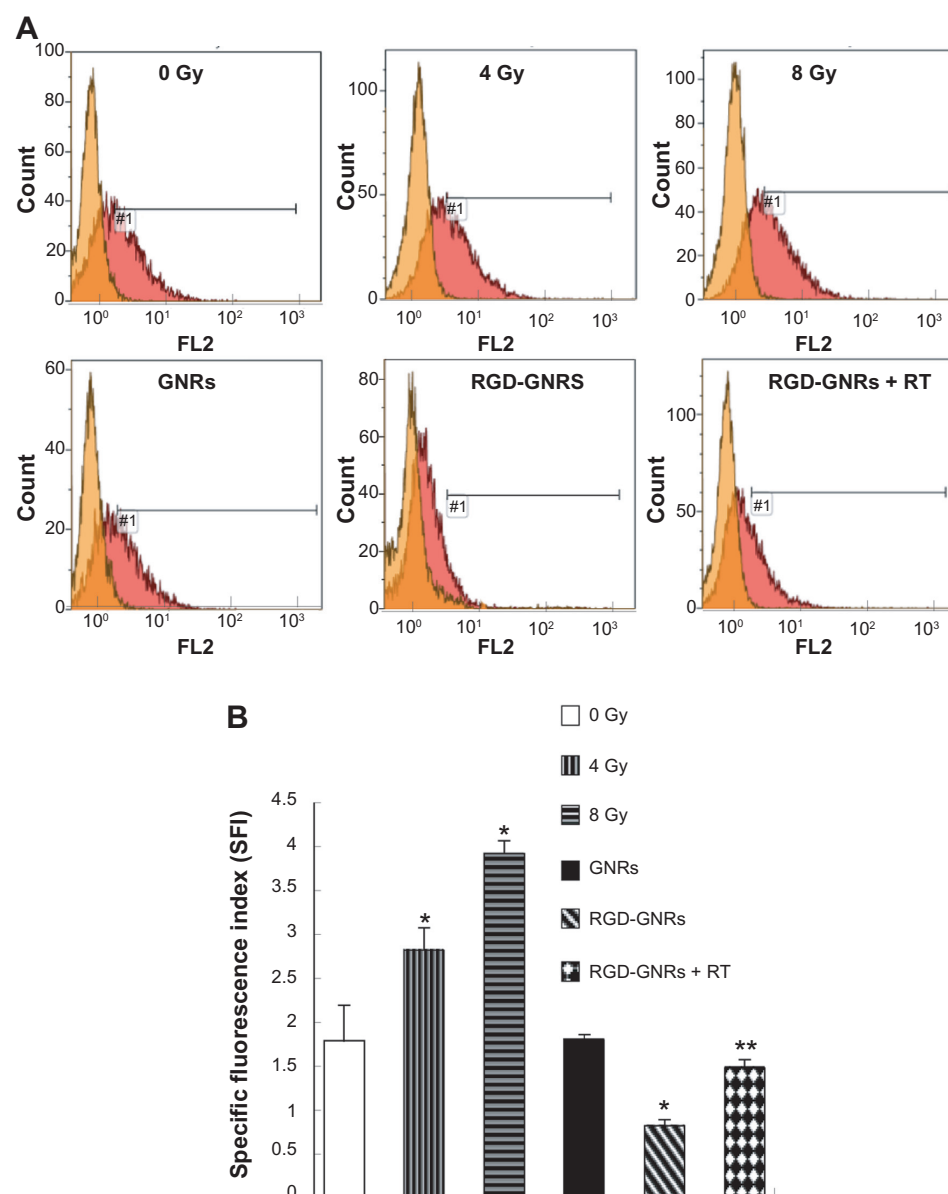 A
0 Gy
4 Gy
8 Gy
Count
100
80
60
40
20
0
#1
10⁰ 10¹ 10² 10³
FL2
Count
100
50
0
#1
10⁰ 10¹ 10² 10³
FL2
Count
100
80
60
40
20
0
#1
10⁰ 10¹ 10² 10³
FL2
GNRs
RGD-GNRS
RGD-GNRs + RT
Count
60
40
20
0
#1
10⁰ 10¹ 10² 10³
FL2
Count
80
60
40
20
0
#1
10⁰ 10¹ 10² 10³
FL2
Count
100
50
0
#1
10⁰ 10¹ 10² 10³
FL2
B
0 Gy
4 Gy
8 Gy
GNRs
RGD-GNRs
RGD-GNRs + RT
Specific fluorescence index (SFI)
4.5
4
3.5
3
2.5
2
1.5
1
0.5
0
*
*
*
**